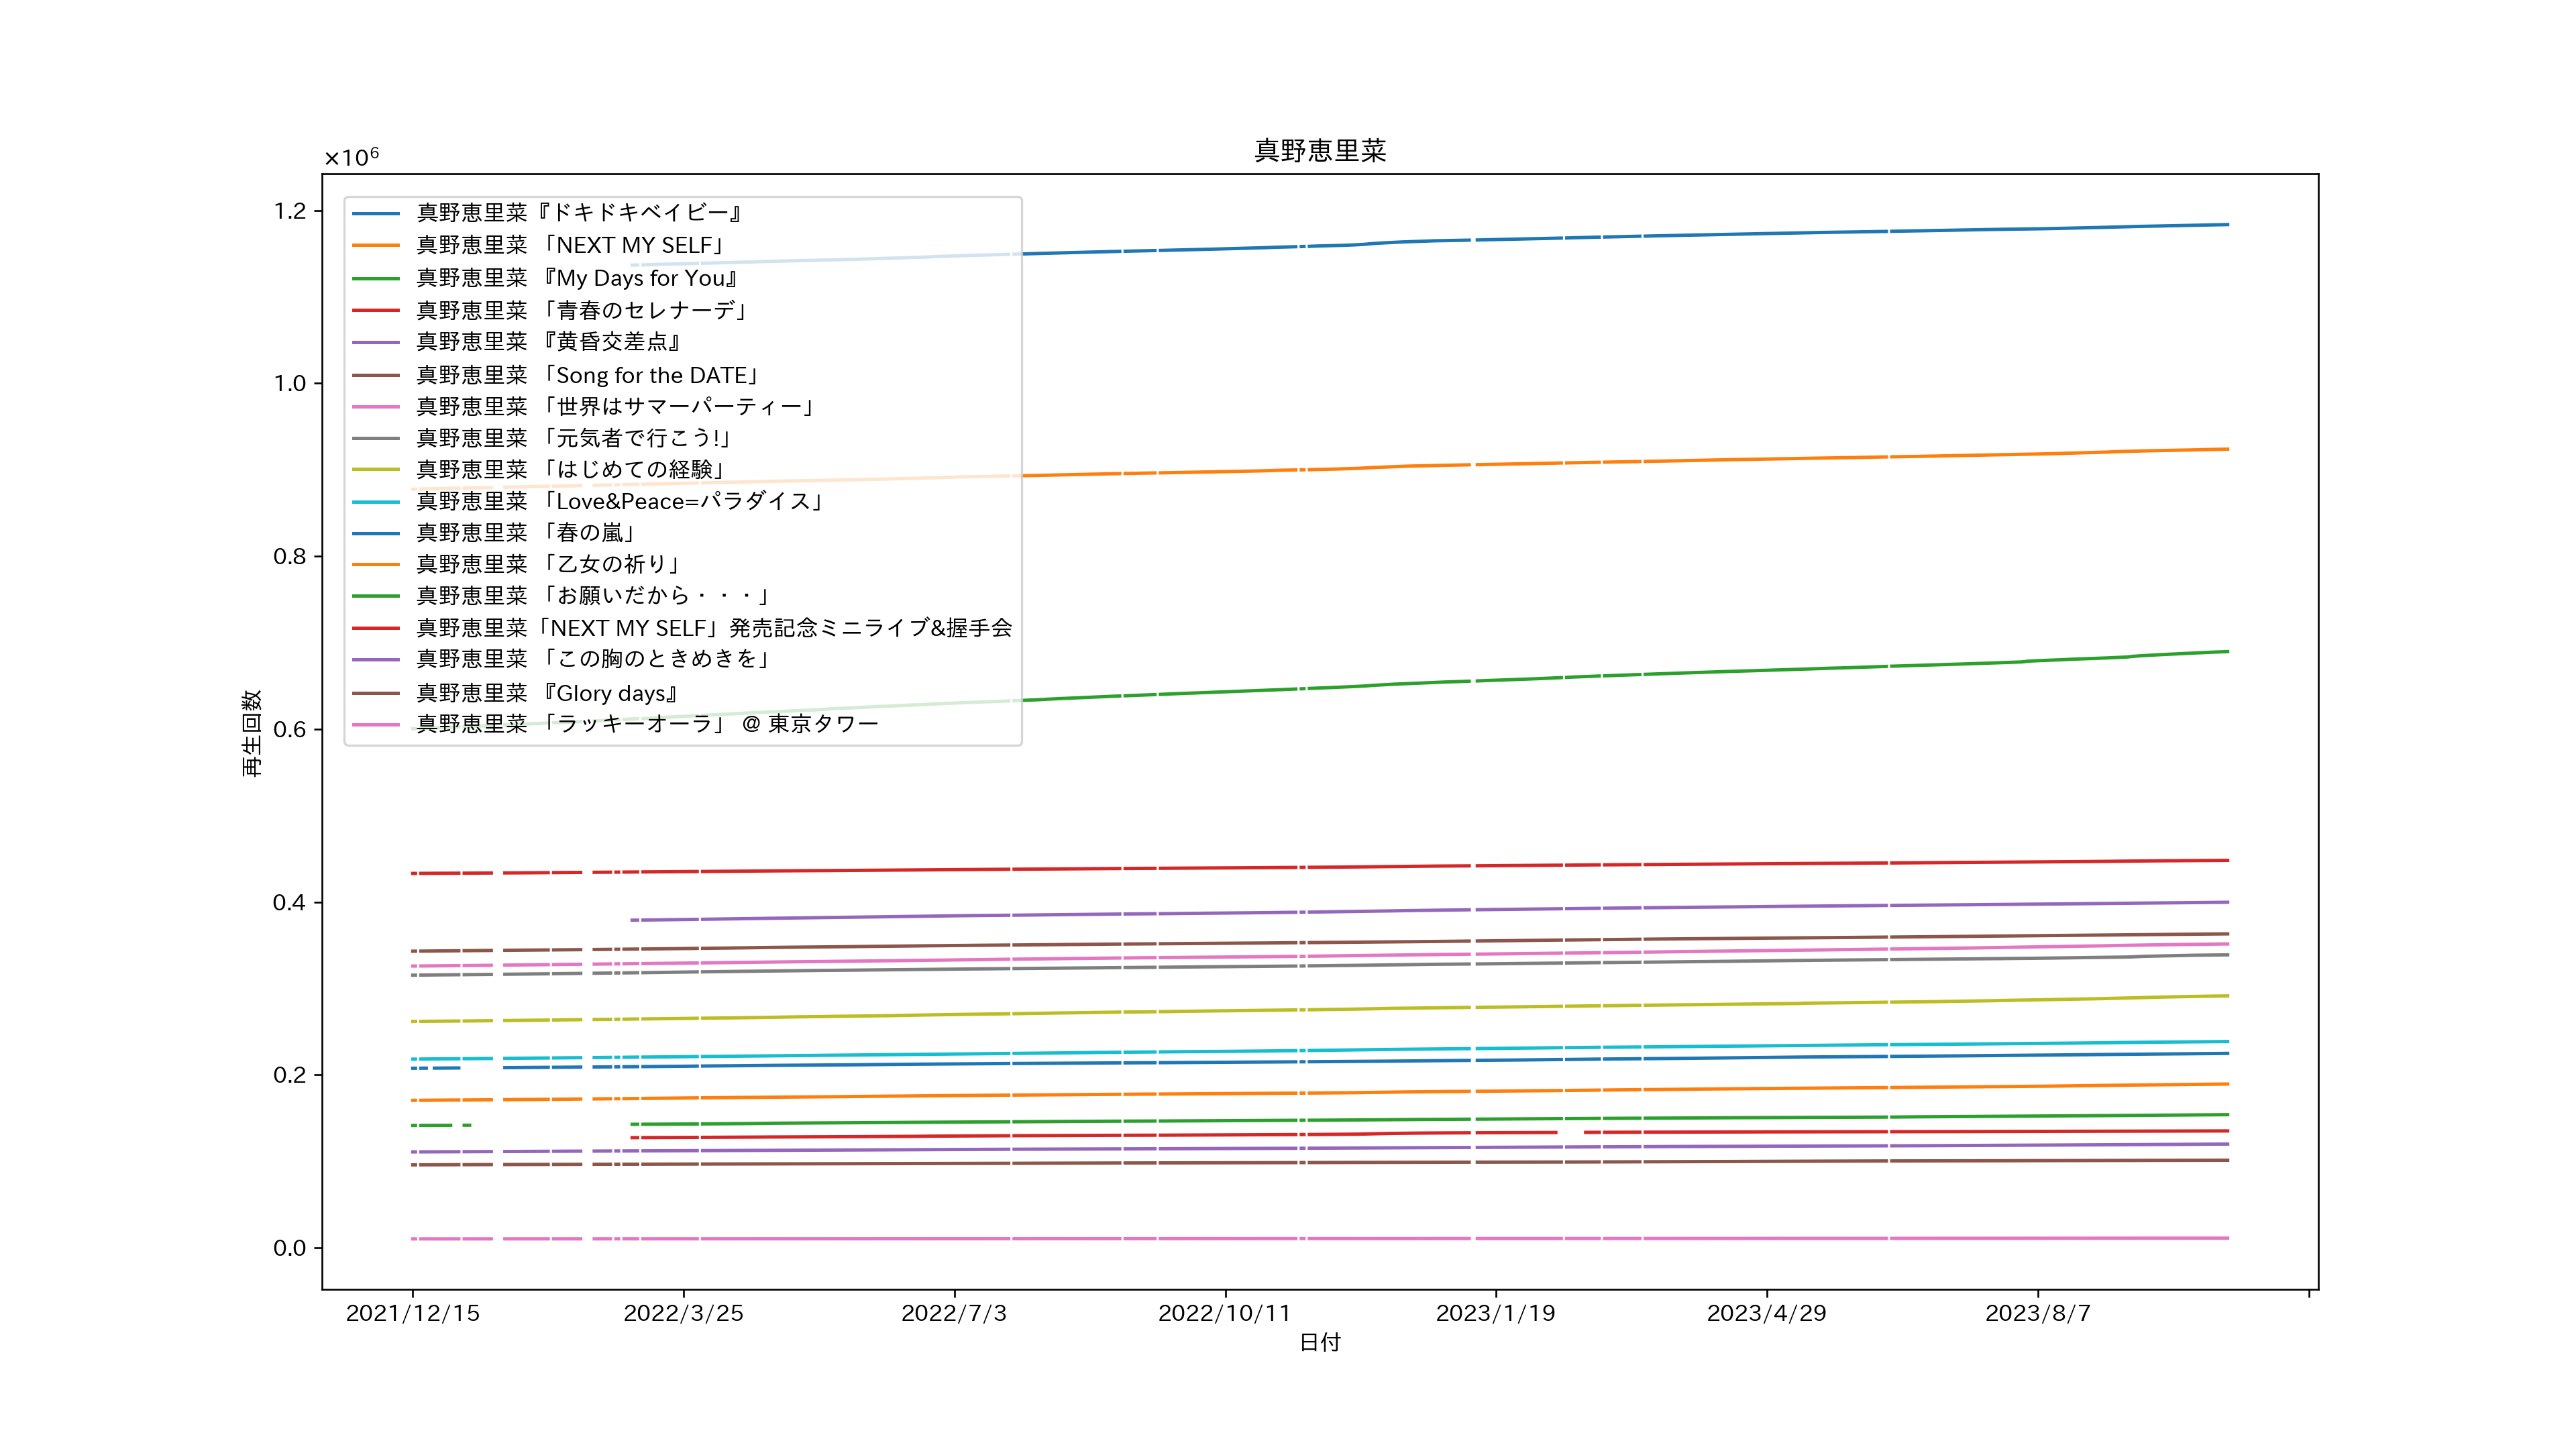 真野恵里菜
×10⁶
1.2
1.0
0.8
0.6
0.4
0.2
0.0
再生回数
真野恵里菜『ドキドキベイビー』
真野恵里菜 「NEXT MY SELF」
真野恵里菜 『My Days for You』
真野恵里菜 「青春のセレナーデ」
真野恵里菜 『黄昏交差点』
真野恵里菜 「Song for the DATE」
真野恵里菜 「世界はサマーパーティー」
真野恵里菜 「元気者で行こう!」
真野恵里菜 「はじめての経験」
真野恵里菜 「Love&Peace=パラダイス」
真野恵里菜 「春の嵐」
真野恵里菜 「乙女の祈り」
真野恵里菜 「お願いだから・・・」
真野恵里菜「NEXT MY SELF」発売記念ミニライブ&握手会
真野恵里菜 「この胸のときめきを」
真野恵里菜 『Glory days』
真野恵里菜 「ラッキーオーラ」 @ 東京タワー
2021/12/15 2022/3/25 2022/7/3 2022/10/11 2023/1/19 2023/4/29 2023/8/7
日付